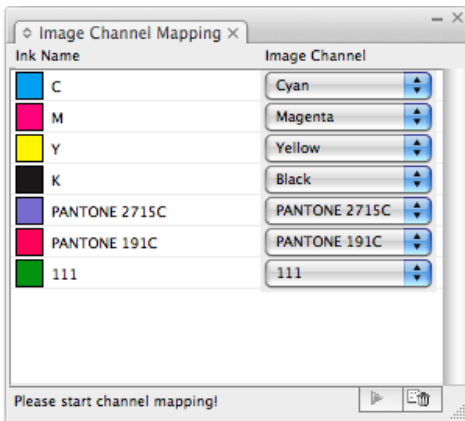 Image Channel Mapping
Ink Name Image Channel
C Cyan
M Magenta
Y Yellow
K Black
PANTONE 2715C PANTONE 2715C
PANTONE 191C PANTONE 191C
111 111
Please start channel mapping!